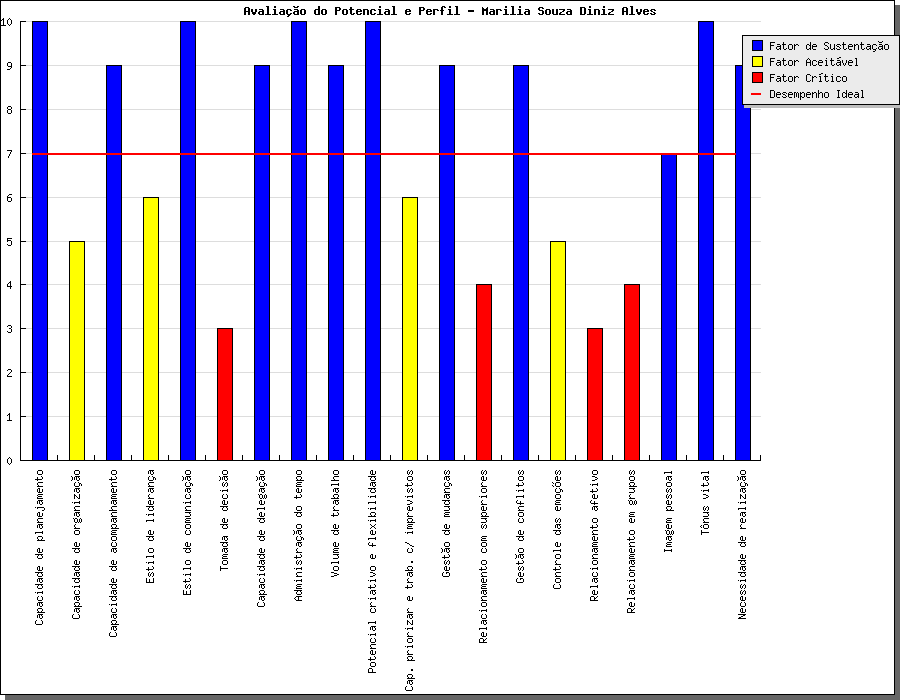 Avaliação do Potencial e Perfil - Marilia Souza Diniz Alves
Fator de Sustentação
Fator Aceitável
Fator Crítico
Desempenho Ideal
10
9
8
7
6
5
4
3
2
1
0
Capacidade de planejamento
Capacidade de organização
Capacidade de acompanhamento
Estilo de liderança
Estilo de comunicação
Tomada de decisão
Capacidade de delegação
Administração do tempo
Volume de trabalho
Potencial criativo e flexibilidade
Cap. priorizar e trab. c/ imprevistos
Gestão de mudanças
Relacionamento com superiores
Gestão de conflitos
Controle das emoções
Relacionamento afetivo
Relacionamento em grupos
Imagem pessoal
Tônus vital
Necessidade de realização